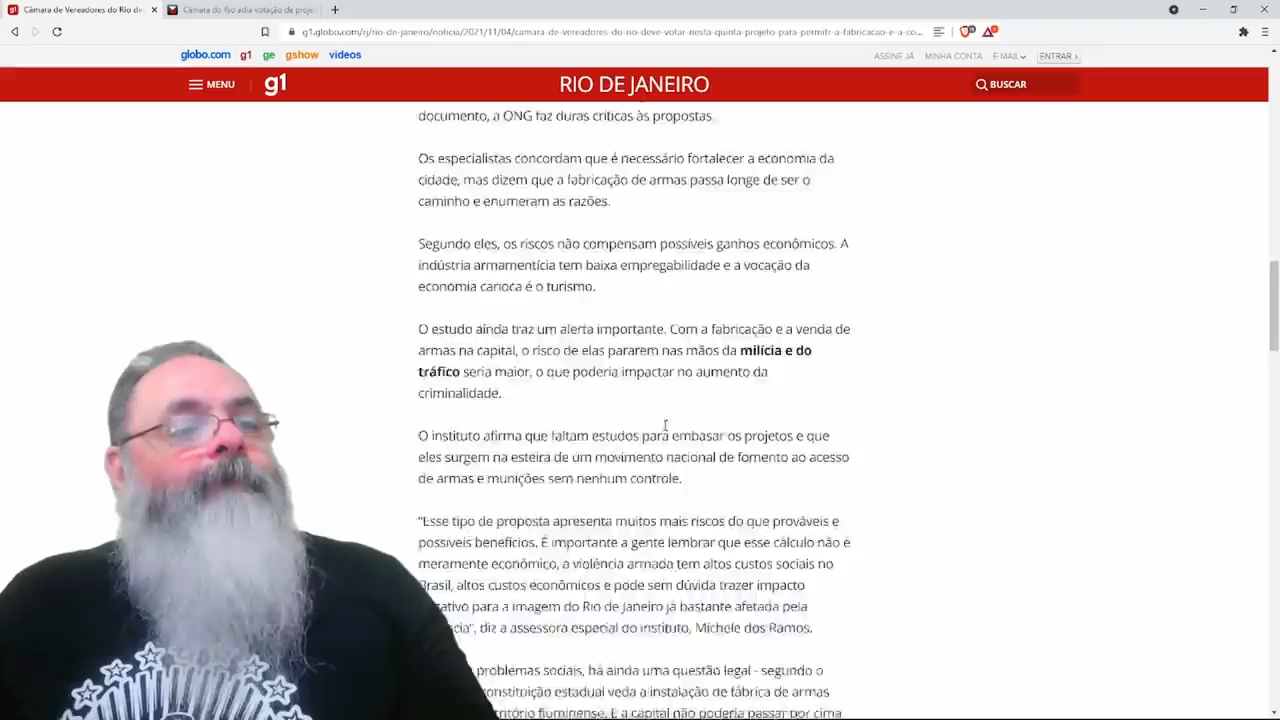 Câmara de Vereadores do Rio de
Câmara do Rio adia votação de proje
g1.globo.com/rj/rio-de-janeiro/noticia/2021/11/04/camara-de-vereadores-do-rio-deve-votar-nesta-quinta-projeto-para-permitir-a-fabricacao-e-a-co...
globo.com g1 ge gshow videos
ASSINE JÁ MINHA CONTA E-MAIL ENTRAR ›
MENU g1 RIO DE JANEIRO BUSCAR
documento, a ONG faz duras críticas às propostas.
Os especialistas concordam que é necessário fortalecer a economia da
cidade, mas dizem que a fabricação de armas passa longe de ser o
caminho e enumeram as razões.
Segundo eles, os riscos não compensam possíveis ganhos econômicos. A
indústria armamentícia tem baixa empregabilidade e a vocação da
economia carioca é o turismo.
O estudo ainda traz um alerta importante. Com a fabricação e a venda de
armas na capital, o risco de elas pararem nas mãos da milícia e do
tráfico seria maior, o que poderia impactar no aumento da
criminalidade.
O instituto afirma que faltam estudos para embasar os projetos e que
eles surgem na esteira de um movimento nacional de fomento ao acesso
de armas e munições sem nenhum controle.
"Esse tipo de proposta apresenta muitos mais riscos do que prováveis e
possíveis benefícios. É importante a gente lembrar que esse cálculo não é
meramente econômico, a violência armada tem altos custos sociais no
Brasil, altos custos econômicos e pode sem dúvida trazer impacto
ativo para a imagem do Rio de Janeiro já bastante afetada pela
cia", diz a assessora especial do instituto, Michele dos Ramos.
problemas sociais, há ainda uma questão legal - segundo o
onstituição estadual veda a instalação de fábrica de armas
tório fluminense. E a capital não poderia passar por cima